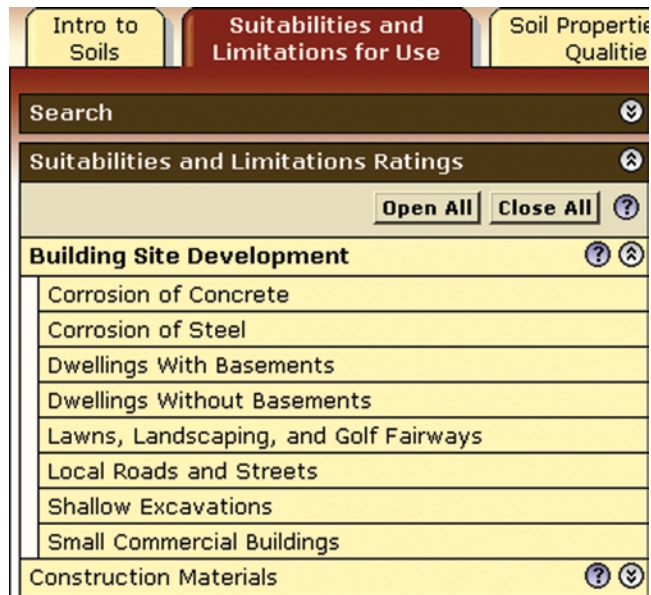 Intro to
Soils
Suitabilities and
Limitations for Use
Soil
Search
Suitabilities and Limitations Ratings
Open All Close All ?
Building Site Development ?
Corrosion of Concrete
Corrosion of Steel
Dwellings With Basements
Dwellings Without Basements
Lawns, Landscaping, and Golf Fairways
Local Roads and Streets
Shallow Excavations
Small Commercial Buildings
Construction Materials ?